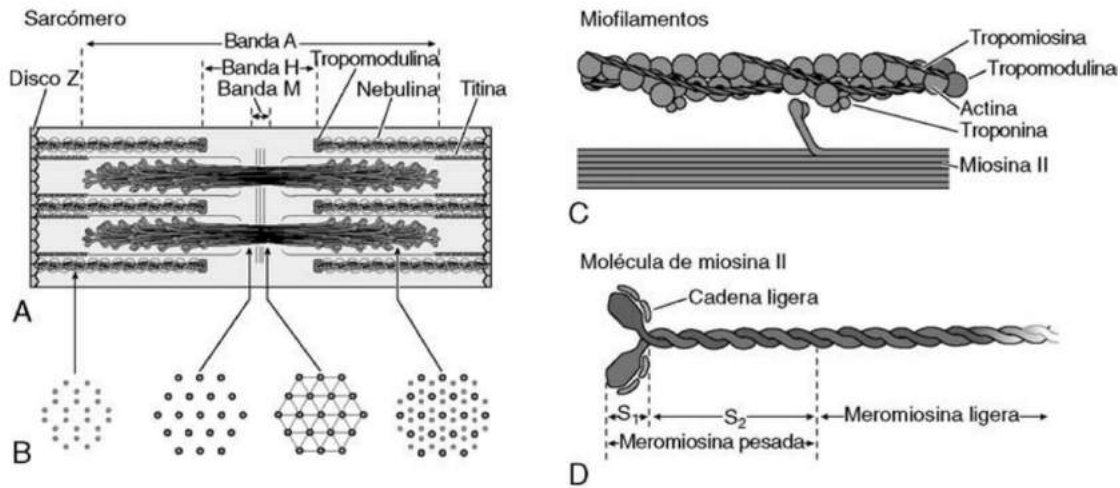 Sarcómero
Banda A
Tropomodulina
Banda H
Disco Z
Banda M
Nebulina
Titina
A
B
Miofilamentos
Tropomiosina
Tropomodulina
Actina
Troponina
Miosina II
C
Molécula de miosina II
Cadena ligera
S1
S2
Meromiosina ligera
Meromiosina pesada
D